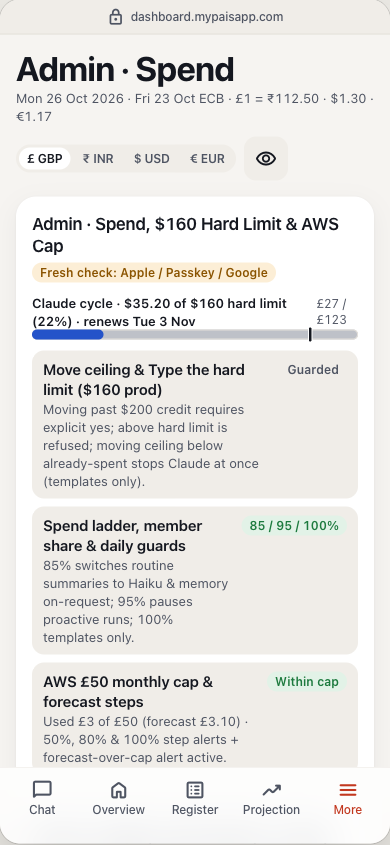 dashboard.mypaisapp.com
Admin · Spend
Mon 26 Oct 2026 · Fri 23 Oct ECB · £1 = ₹112.50 · $1.30 ·
€1.17
£ GBP
₹ INR
$ USD
€ EUR
Admin · Spend, $160 Hard Limit & AWS
Cap
Fresh check: Apple / Passkey / Google
Claude cycle · $35.20 of $160 hard limit
(22%) · renews Tue 3 Nov
£27 /
£123
Move ceiling & Type the hard
limit ($160 prod)
Guarded
Moving past $200 credit requires
explicit yes; above hard limit is
refused; moving ceiling below
already-spent stops Claude at once
(templates only).
Spend ladder, member
share & daily guards
85 / 95 / 100%
85% switches routine
summaries to Haiku & memory
on-request; 95% pauses
proactive runs; 100%
templates only.
AWS £50 monthly cap &
forecast steps
Within cap
Used £3 of £50 (forecast £3.10) ·
50%, 80% & 100% step alerts +
forecast-over-cap alert active.
Chat
Overview
Register
Projection
More